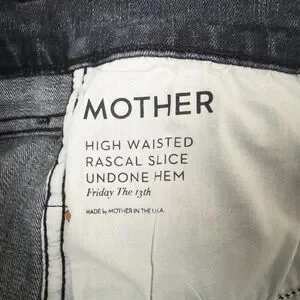 MOTHER
HIGH WAISTED
RASCAL SLICE
UNDONE HEM
Friday The 13th
MADE by MOTHER IN THE U.S.A.